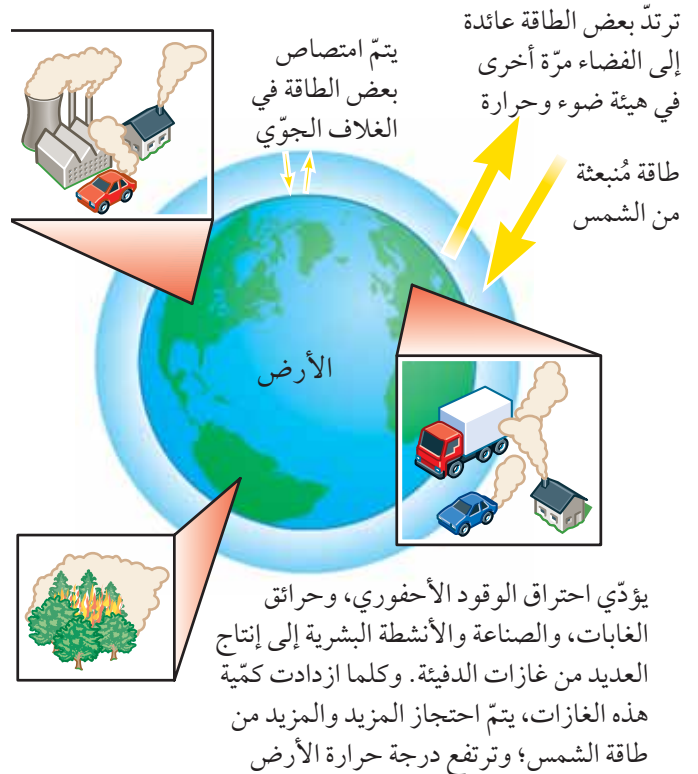 ترتدّ بعض الطاقة عائدة
إلى الفضاء مرّة أخرى
في هيئة ضوء وحرارة
طاقة مُنبعثة
من الشمس
يتمّ امتصاص
بعض الطاقة في
الغلاف الجوّي
الأرض
يؤدّي احتراق الوقود الأحفوري، وحرائق
الغابات، والصناعة والأنشطة البشرية إلى إنتاج
العديد من غازات الدفيئة. وكلما ازدادت كمّية
هذه الغازات، يتمّ احتجاز المزيد والمزيد من
طاقة الشمس؛ وترتفع درجة حرارة الأرض